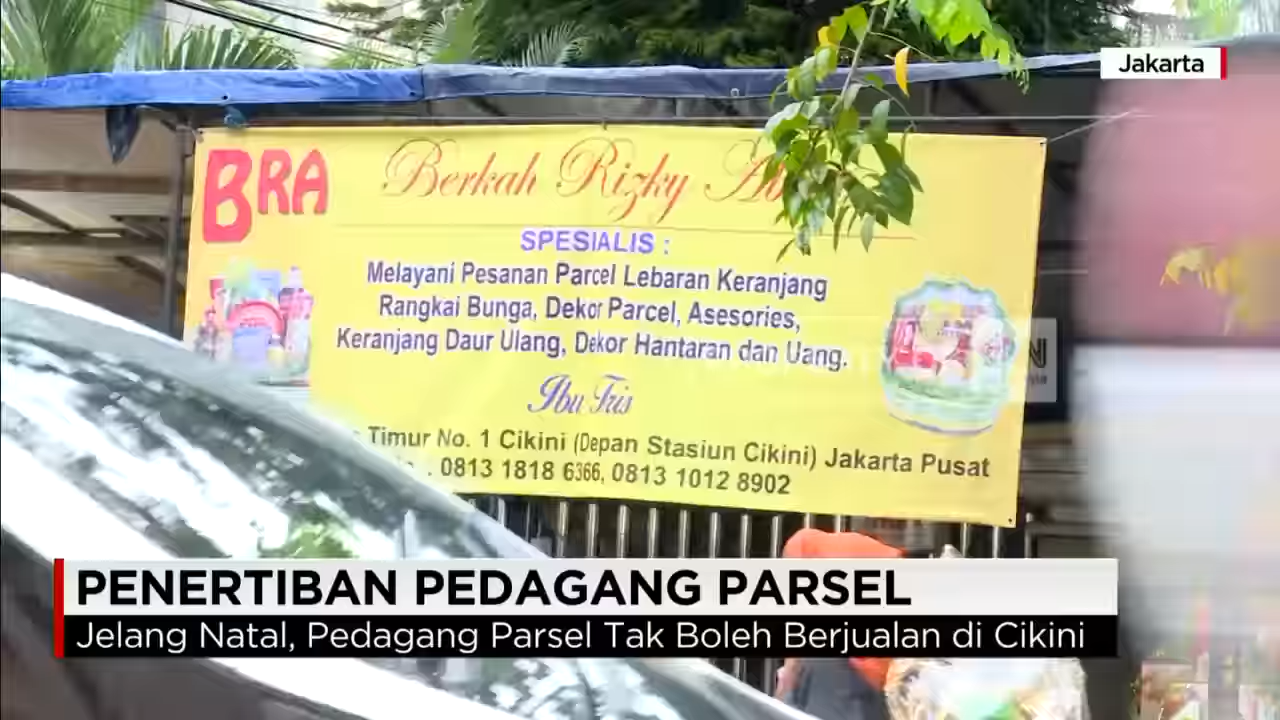 Jakarta
BRA
Berkah Rizky
SPESIALIS :
Melayani Pesanan Parcel Lebaran Keranjang
Rangkai Bunga, Dekor Parcel, Asesories,
Keranjang Daur Ulang, Dekor Hantaran dan Uang.
Ibu Iris
Timur No. 1 Cikini (Depan Stasiun Cikini) Jakarta Pusat
. 0813 1818 6366, 0813 1012 8902
PENERTIBAN PEDAGANG PARSEL
Jelang Natal, Pedagang Parsel Tak Boleh Berjualan di Cikini